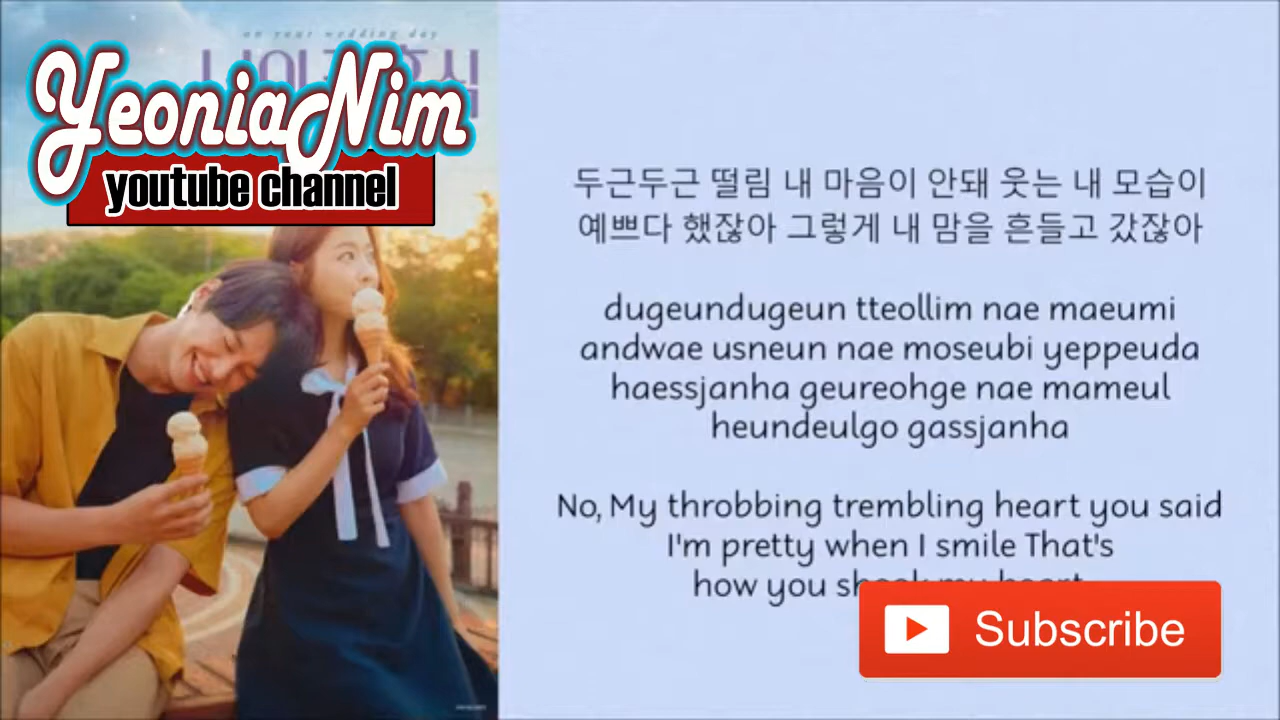 on your wedding day
YeoniaNim
youtube channel
두근두근 떨림 내 마음이 안돼 웃는 내 모습이
예쁘다 했잖아 그렇게 내 맘을 흔들고 갔잖아
dugeundugeun tteollim nae maeumi
andwae usneun nae moseubi yeppeuda
haessjanha geureohge nae mameul
heundeulgo gassjanha
No, My throbbing trembling heart you said
I'm pretty when I smile That's
how you shook my heart
Subscribe